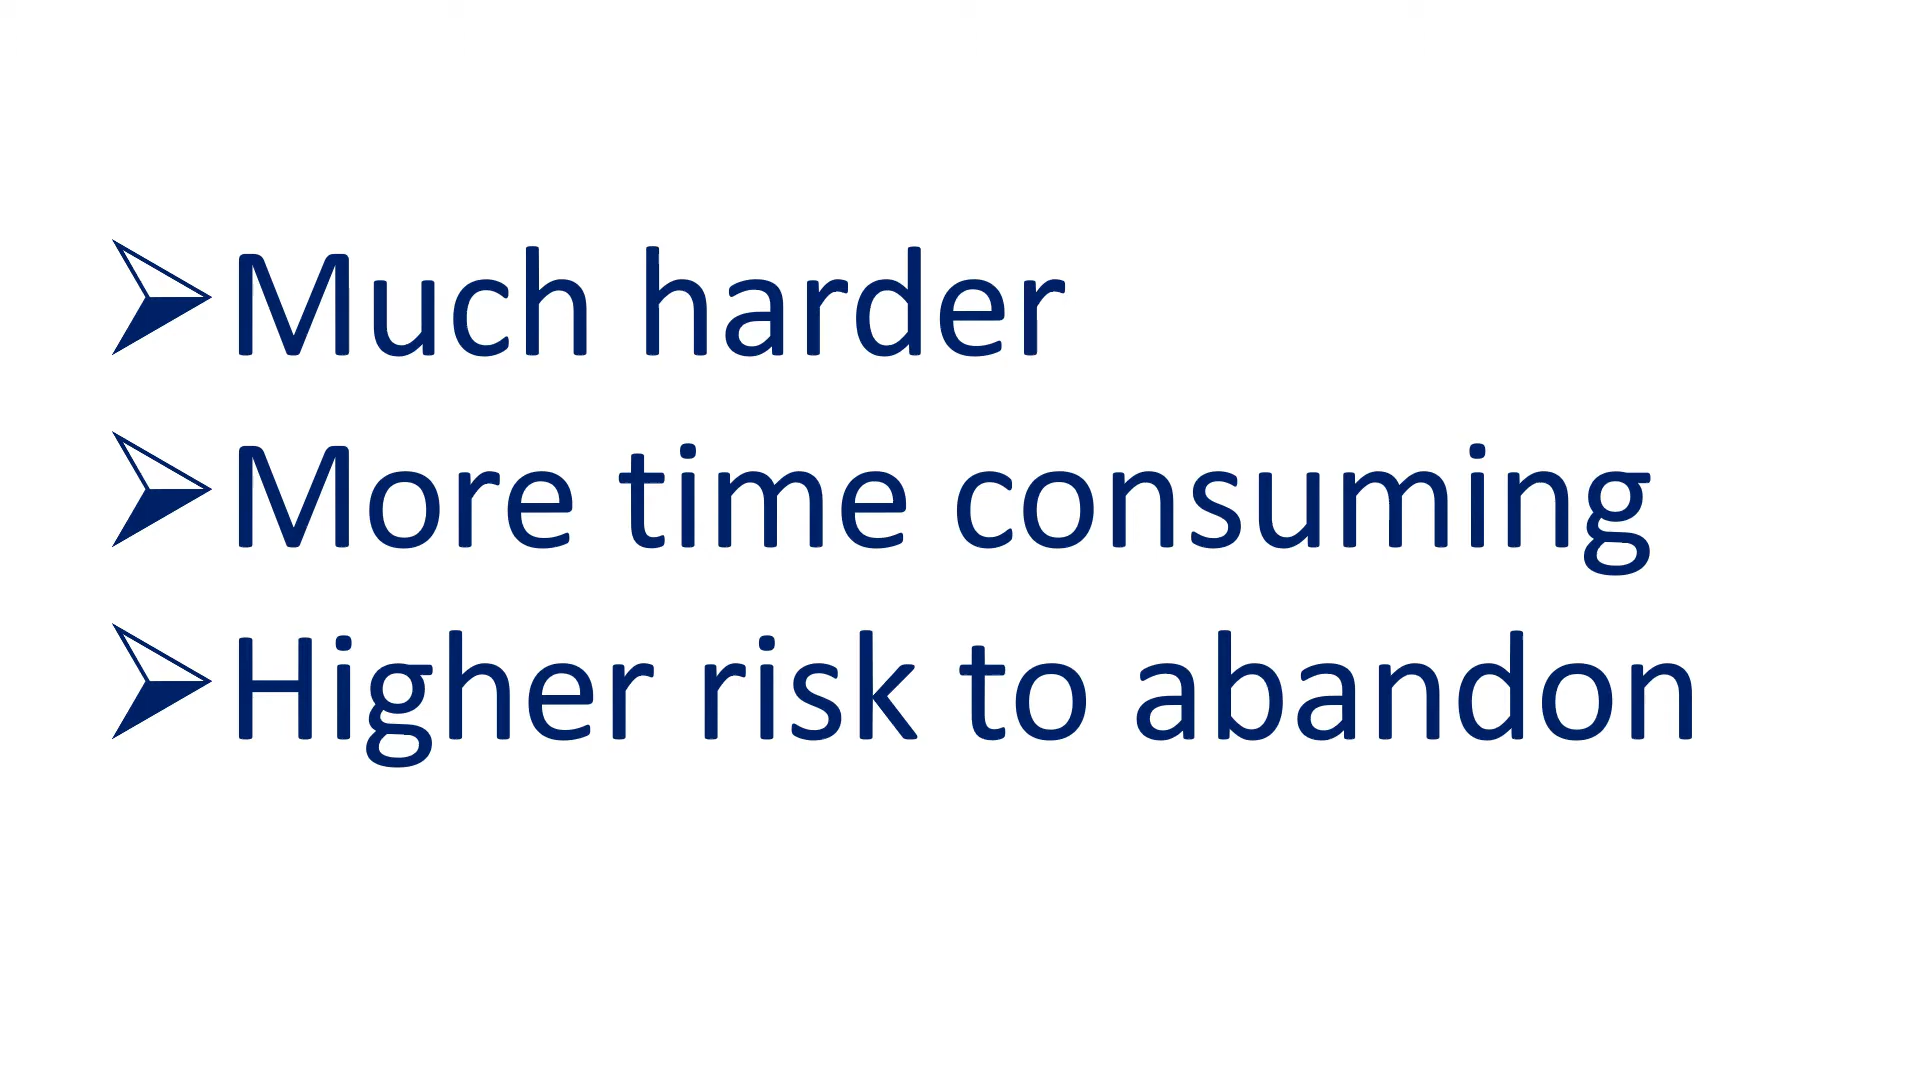 ➢Much harder
➢More time consuming
➢Higher risk to abandon